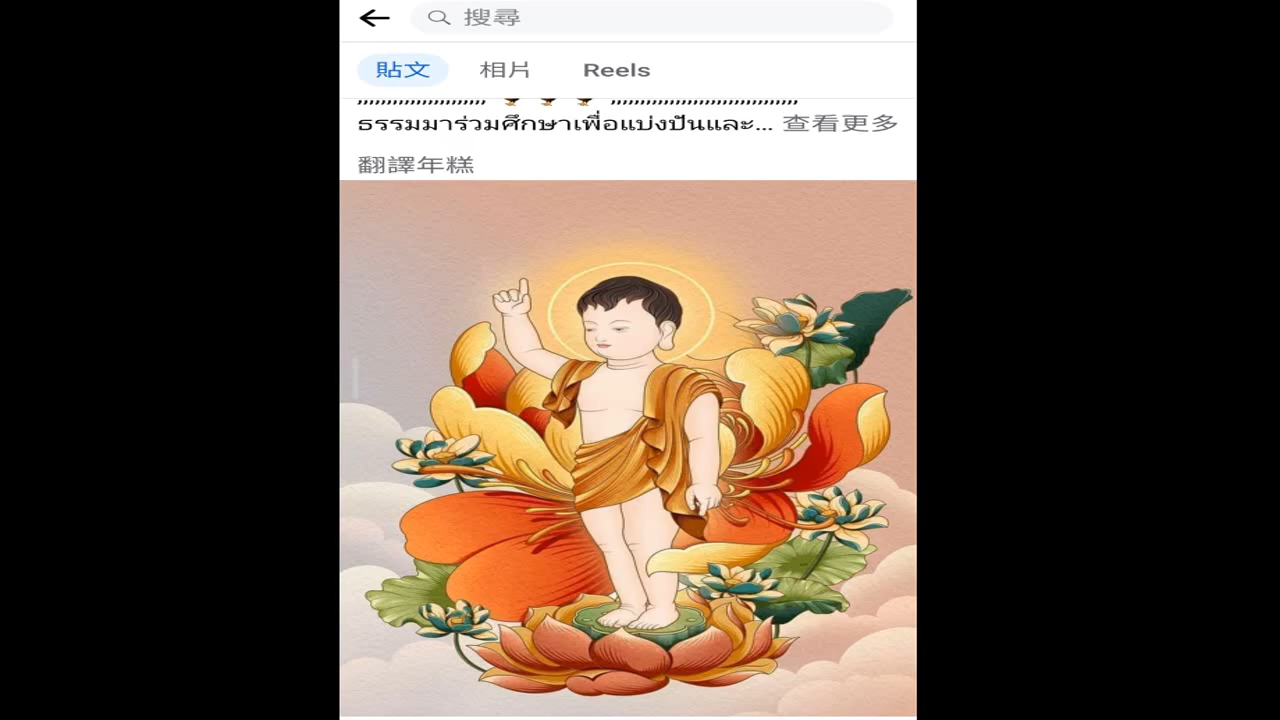 搜尋
貼文 相片 Reels
ธรรมมาร่วมศึกษาเพื่อแบ่งปันและ... 查看更多
翻譯年糕